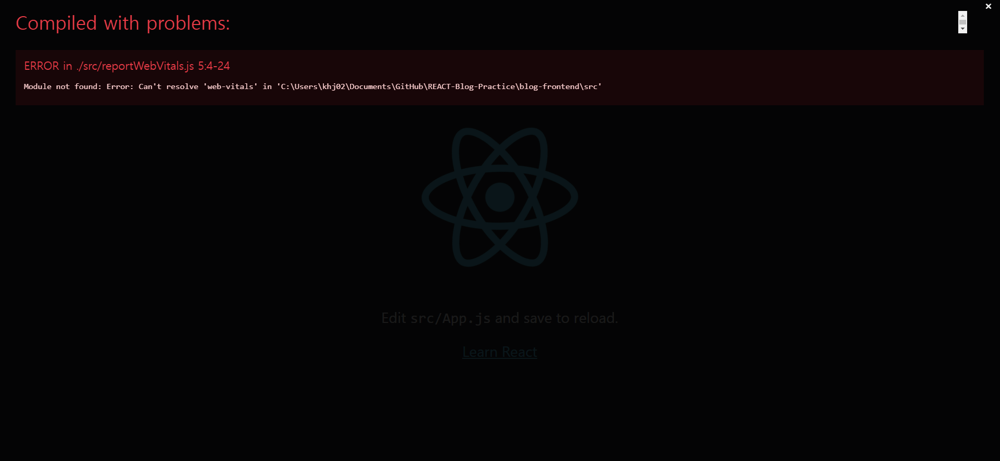 Compiled with problems:
×
ERROR in ./src/reportWebVitals.js 5:4-24
Module not found: Error: Can't resolve 'web-vitals' in 'C:\Users\khj02\Documents\GitHub\REACT-Blog-Practice\blog-frontend\src'
Edit src/App.js and save to reload.
Learn React